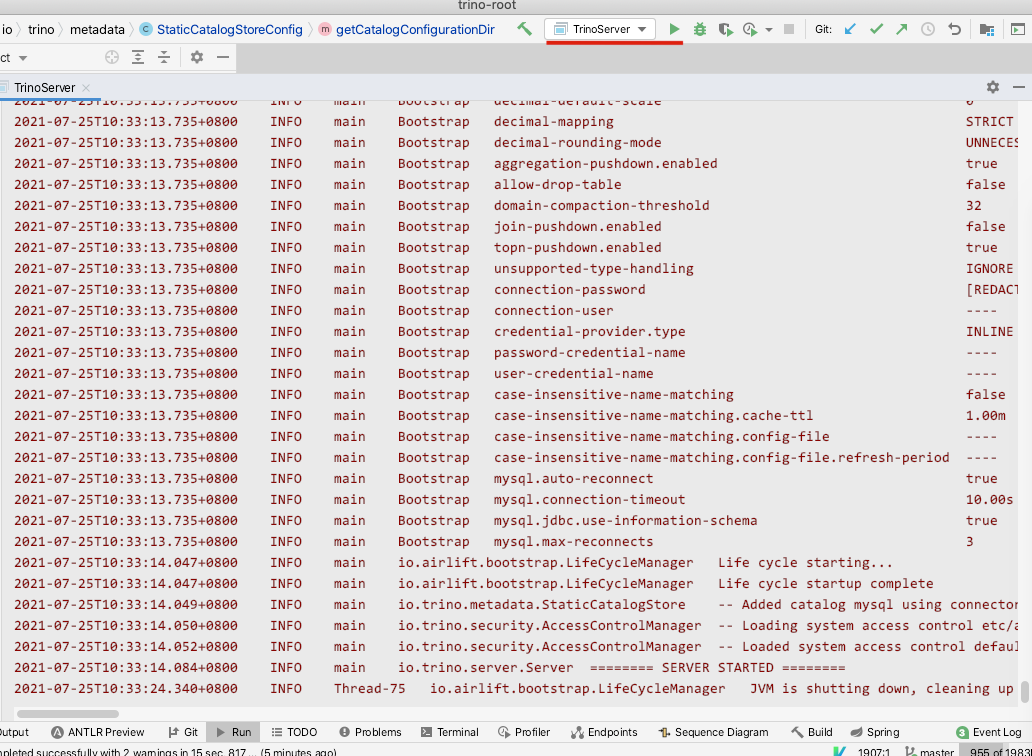 trino-root
io trino metadata C StaticCatalogStoreConfig m getCatalogConfigurationDir TrinoServer Git:
ct
TrinoServer
2021-07-25T10:33:13.735+0800 INFO main Bootstrap decimal-default-scale 0
2021-07-25T10:33:13.735+0800 INFO main Bootstrap decimal-mapping STRICT
2021-07-25T10:33:13.735+0800 INFO main Bootstrap decimal-rounding-mode UNNECES
2021-07-25T10:33:13.735+0800 INFO main Bootstrap aggregation-pushdown.enabled true
2021-07-25T10:33:13.735+0800 INFO main Bootstrap allow-drop-table false
2021-07-25T10:33:13.735+0800 INFO main Bootstrap domain-compaction-threshold 32
2021-07-25T10:33:13.735+0800 INFO main Bootstrap join-pushdown.enabled false
2021-07-25T10:33:13.735+0800 INFO main Bootstrap topn-pushdown.enabled true
2021-07-25T10:33:13.735+0800 INFO main Bootstrap unsupported-type-handling IGNORE
2021-07-25T10:33:13.735+0800 INFO main Bootstrap connection-password [REDACT
2021-07-25T10:33:13.735+0800 INFO main Bootstrap connection-user ----
2021-07-25T10:33:13.735+0800 INFO main Bootstrap credential-provider.type INLINE
2021-07-25T10:33:13.735+0800 INFO main Bootstrap password-credential-name ----
2021-07-25T10:33:13.735+0800 INFO main Bootstrap user-credential-name ----
2021-07-25T10:33:13.735+0800 INFO main Bootstrap case-insensitive-name-matching false
2021-07-25T10:33:13.735+0800 INFO main Bootstrap case-insensitive-name-matching.cache-ttl 1.00m
2021-07-25T10:33:13.735+0800 INFO main Bootstrap case-insensitive-name-matching.config-file ----
2021-07-25T10:33:13.735+0800 INFO main Bootstrap case-insensitive-name-matching.config-file.refresh-period ----
2021-07-25T10:33:13.735+0800 INFO main Bootstrap mysql.auto-reconnect true
2021-07-25T10:33:13.735+0800 INFO main Bootstrap mysql.connection-timeout 10.00s
2021-07-25T10:33:13.735+0800 INFO main Bootstrap mysql.jdbc.use-information-schema true
2021-07-25T10:33:13.735+0800 INFO main Bootstrap mysql.max-reconnects 3
2021-07-25T10:33:14.047+0800 INFO main io.airlift.bootstrap.LifeCycleManager Life cycle starting...
2021-07-25T10:33:14.047+0800 INFO main io.airlift.bootstrap.LifeCycleManager Life cycle startup complete
2021-07-25T10:33:14.049+0800 INFO main io.trino.metadata.StaticCatalogStore -- Added catalog mysql using connector
2021-07-25T10:33:14.050+0800 INFO main io.trino.security.AccessControlManager -- Loading system access control etc/a
2021-07-25T10:33:14.052+0800 INFO main io.trino.security.AccessControlManager -- Loaded system access control defaul
2021-07-25T10:33:14.084+0800 INFO main io.trino.server.Server ======== SERVER STARTED ========
2021-07-25T10:33:24.340+0800 INFO Thread-75 io.airlift.bootstrap.LifeCycleManager JVM is shutting down, cleaning up
Output ANTLR Preview Git Run TODO Problems Terminal Profiler Endpoints Sequence Diagram Build Spring 3 Event Log
mpleted successfully with 2 warnings in 15 sec, 817... (5 minutes ago) 1907:1 master 955 of 1983